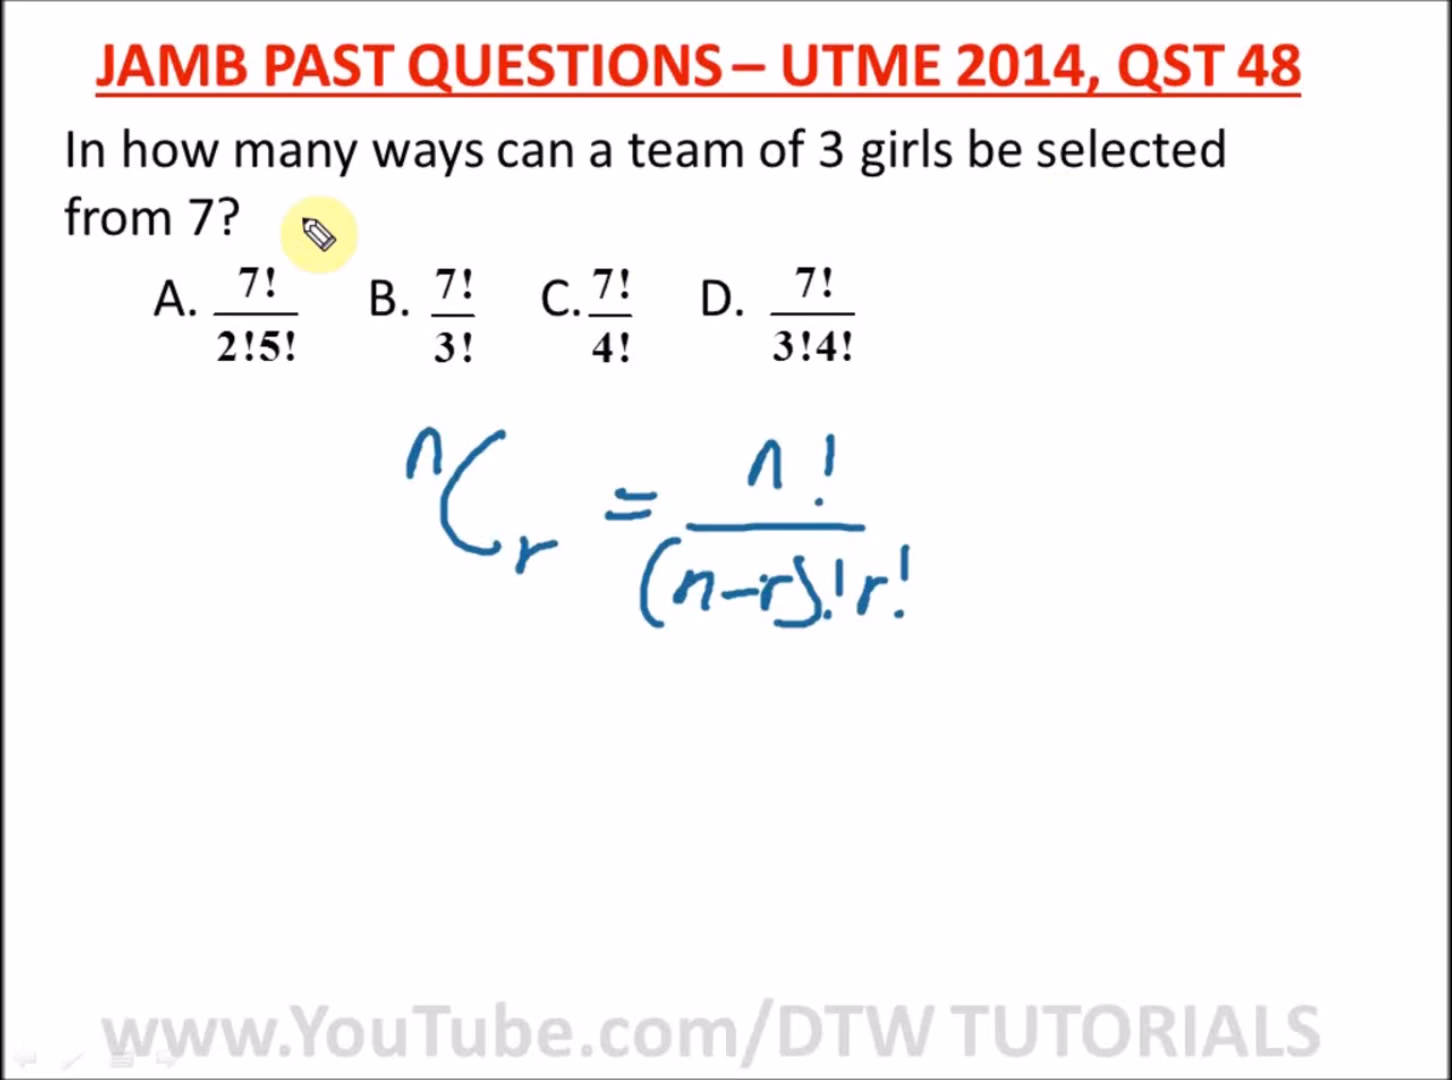 JAMB PAST QUESTIONS – UTME 2014, QST 48
In how many ways can a team of 3 girls be selected
from 7?
A. 7!/2!5! B. 7!/3! C. 7!/4! D. 7!/3!4!
ⁿCᵣ = n!/(n-r)!r!
www.YouTube.com/DTW TUTORIALS